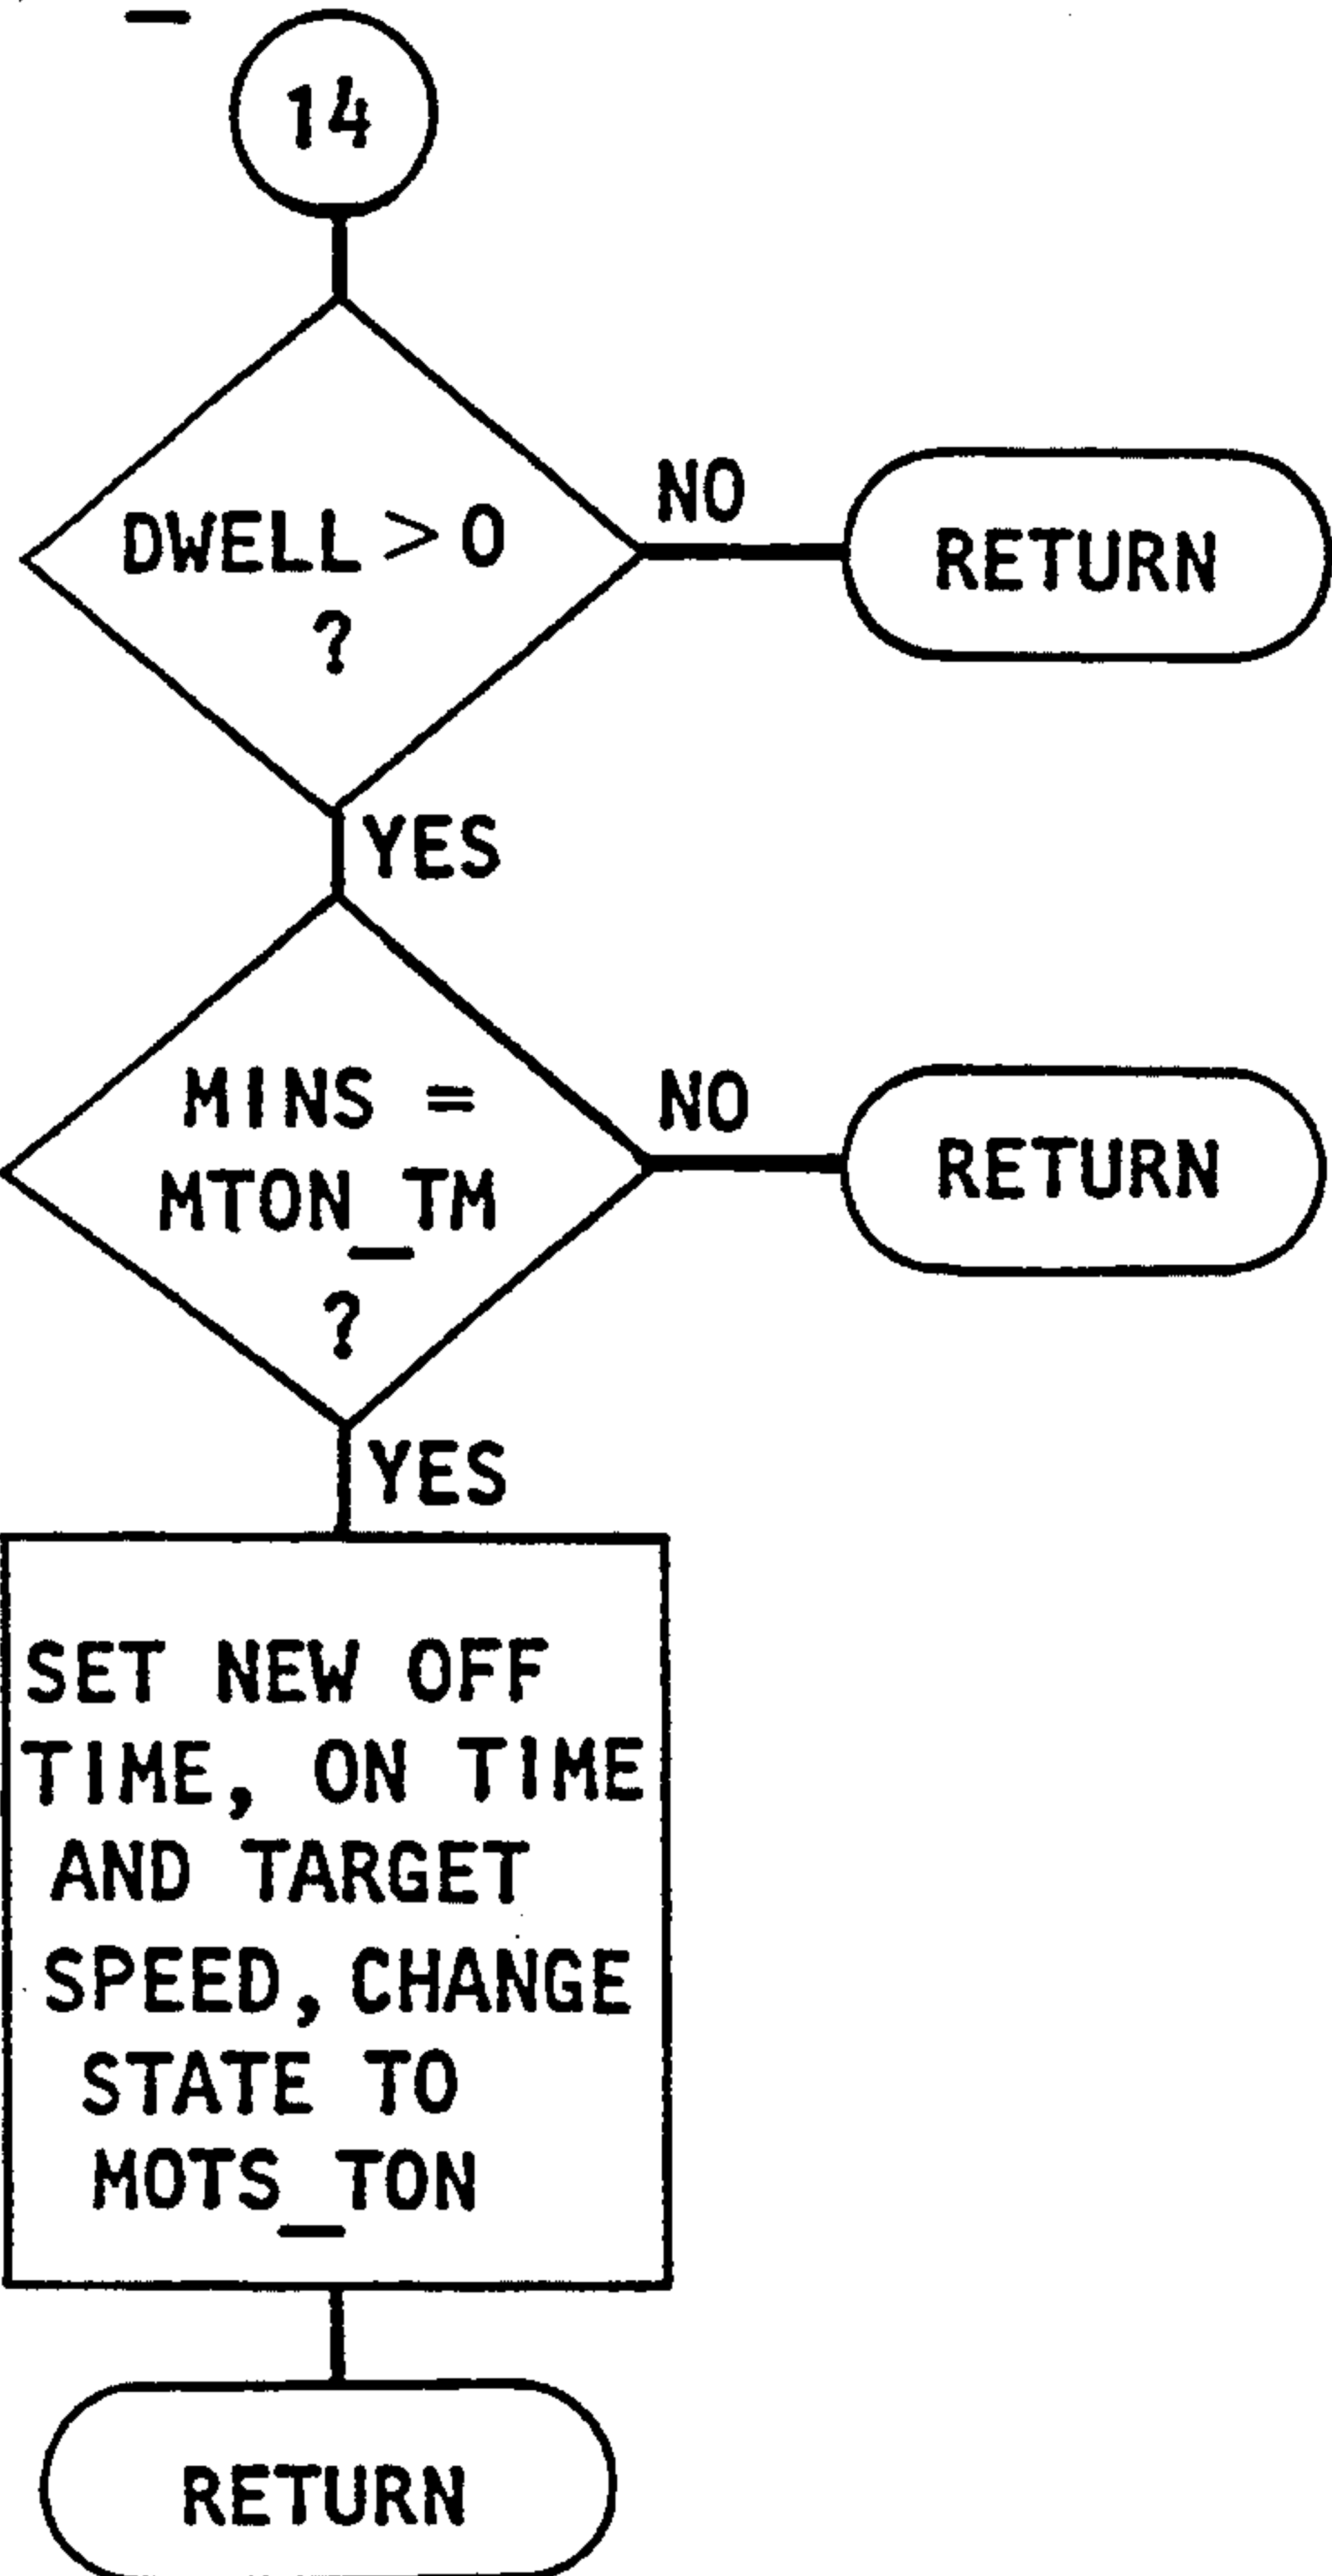 14
DWELL > 0
?
NO
RETURN
YES
MINS =
MTON_TM
?
NO
RETURN
YES
SET NEW OFF
TIME, ON TIME
AND TARGET
SPEED, CHANGE
STATE TO
MOTS_TON
RETURN